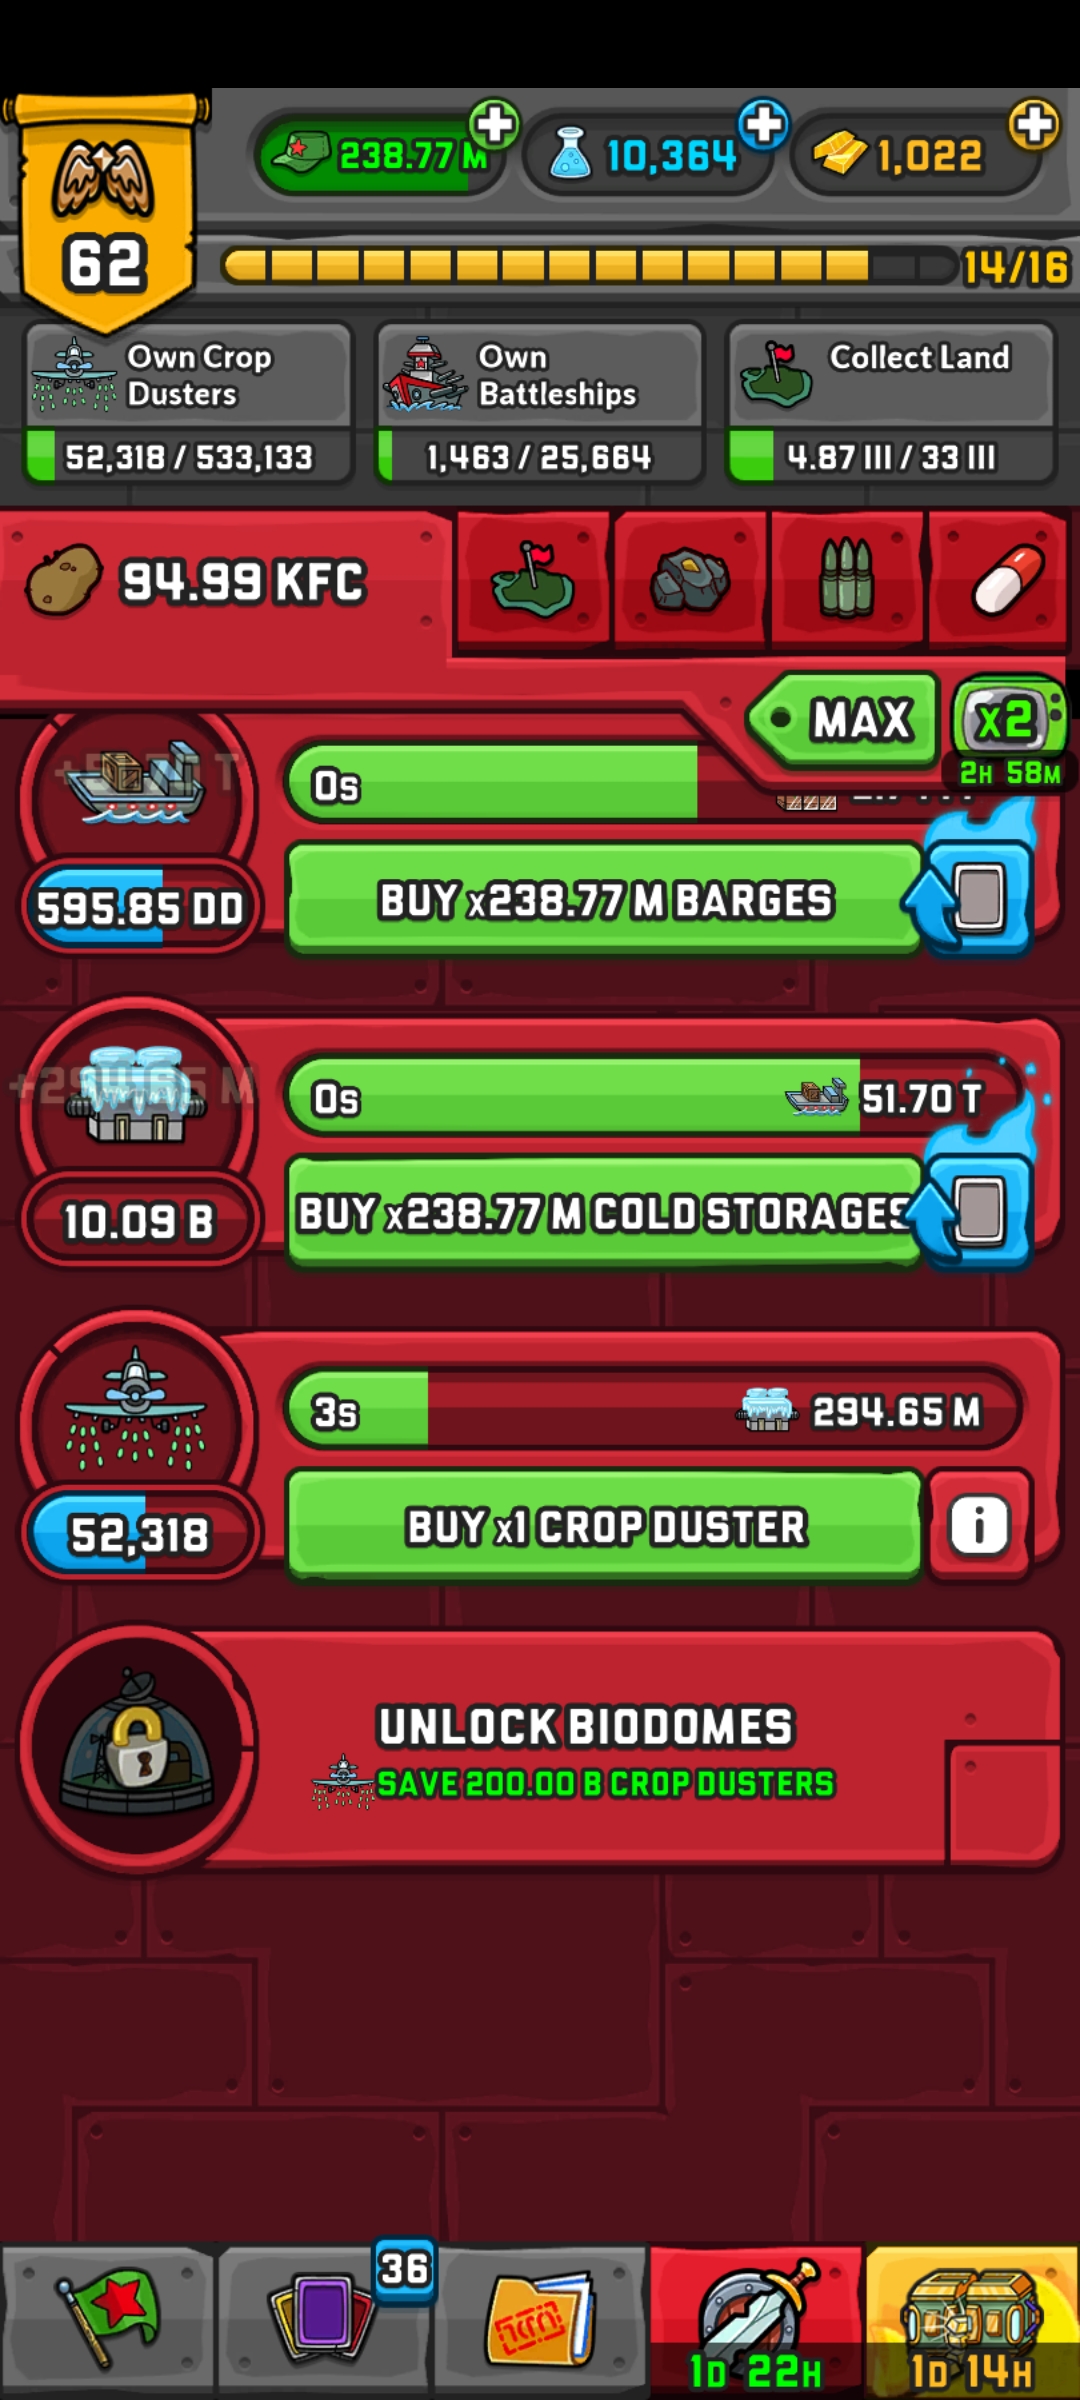 238.77 M
10,364
1,022
62
14/16
Own Crop
Dusters
Own
Battleships
Collect Land
52,318 / 533,133
1,463 / 25,664
4.87 III / 33 III
94.99 KFC
MAX
x2
2H 58M
0s
595.85 DD
BUY x238.77 M BARGES
0s
51.70 T
10.09 B
BUY x238.77 M COLD STORAGES
3s
294.65 M
52,318
BUY x1 CROP DUSTER
i
UNLOCK BIODOMES
SAVE 200.00 B CROP DUSTERS
36
1D 22H
1D 14H